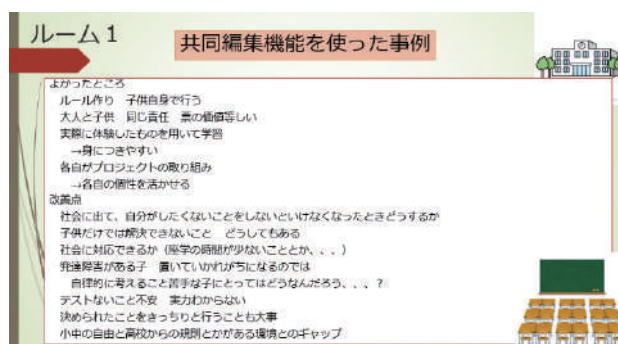 ルーム1
共同編集機能を使った事例
よかったところ
ルール作り　子供自身で行う
大人と子供　同じ責任　票の価値等しい
実際に体験したものを用いて学習
→身につきやすい
各自がプロジェクトの取り組み
→各自の個性を活かせる
改善点
社会に出て、自分がしたくないことをしないといけなくなったときどうするか
子供だけでは解決できないこと　どうしてもある
社会に対応できるか（座学の時間が少ないこととか、、、）
発達障害がある子　置いていかれがちになるのでは
自律的に考えること苦手な子にとってはどうなんだろう、、、？
テストないこと不安　実力わからない
決められたことをきっちりと行うことも大事
小中の自由と高校からの規則とかがある環境とのギャップ